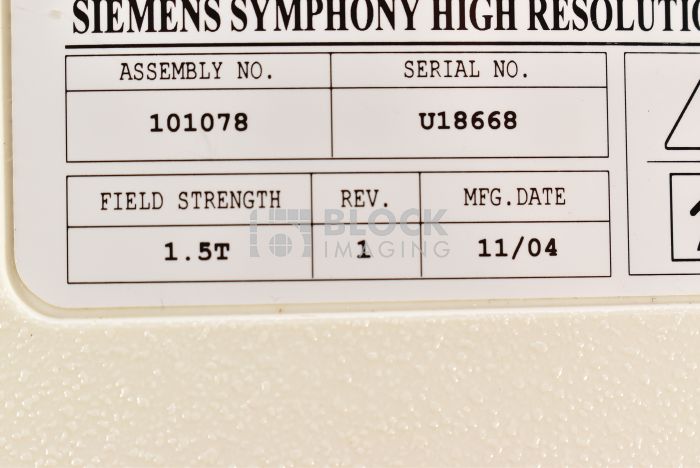 SIEMENS SYMPHONY HIGH
ASSEMBLY NO. SERIAL NO.
101078 U18668
FIELD STRENGTH REV. MFG.DATE
BLOCK
IMAGING
1.5T 1 11/04